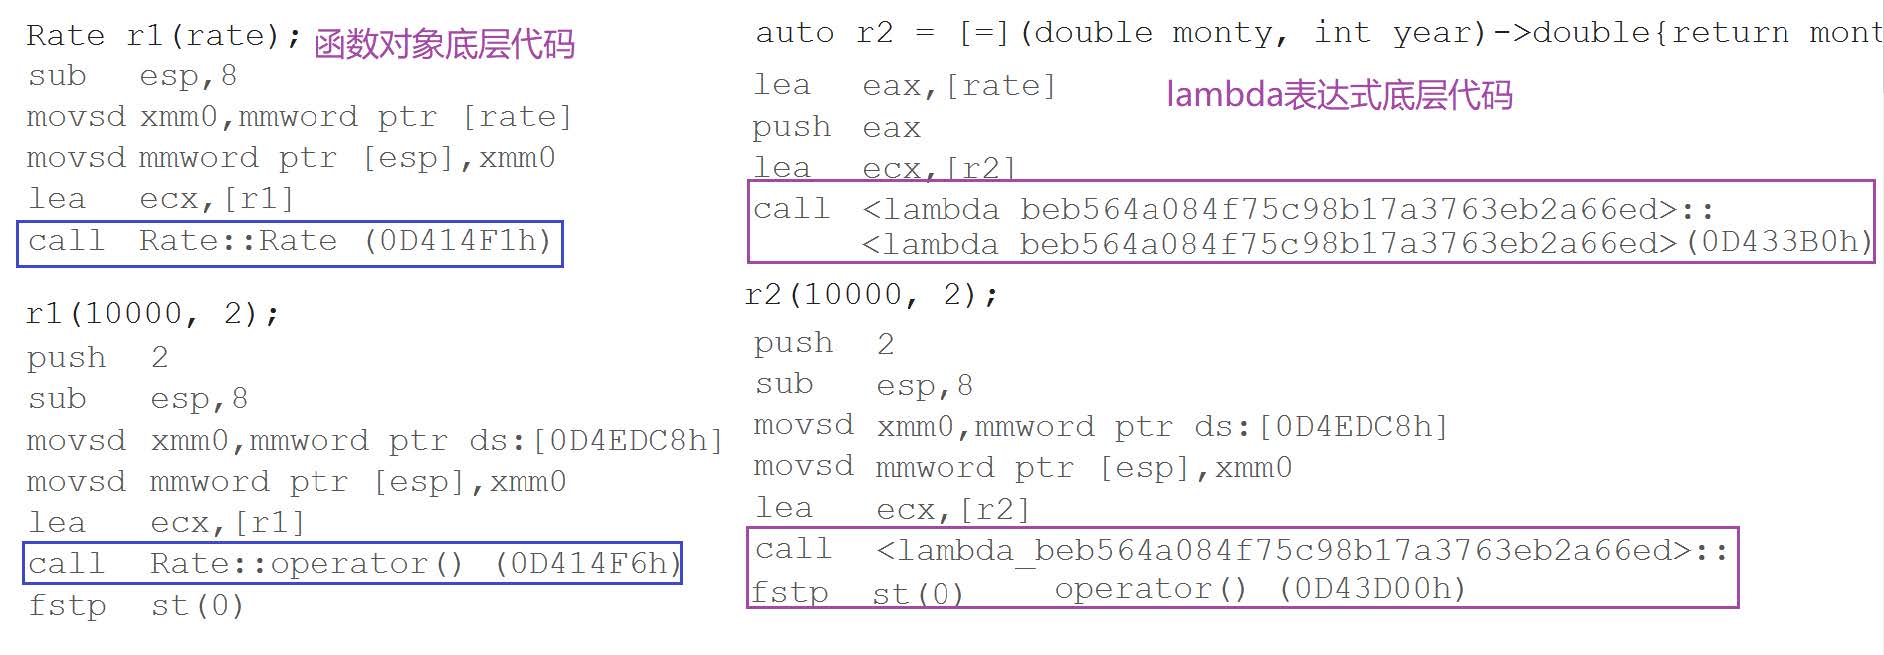 Rate r1(rate); 函数对象底层代码
sub esp,8
movsd xmm0,mmword ptr [rate]
movsd mmword ptr [esp],xmm0
lea ecx,[r1]
call Rate::Rate (0D414F1h)
r1(10000, 2);
push 2
sub esp,8
movsd xmm0,mmword ptr ds:[0D4EDC8h]
movsd mmword ptr [esp],xmm0
lea ecx,[r1]
call Rate::operator() (0D414F6h)
fstp st(0)
auto r2 = [=](double monty, int year)->double{return mont
lea eax,[rate]
lambda表达式底层代码
push eax
lea ecx,[r2]
call <lambda beb564a084f75c98b17a3763eb2a66ed>::
<lambda beb564a084f75c98b17a3763eb2a66ed>(0D433B0h)
r2(10000, 2);
push 2
sub esp,8
movsd xmm0,mmword ptr ds:[0D4EDC8h]
movsd mmword ptr [esp],xmm0
lea ecx,[r2]
call <lambda_beb564a084f75c98b17a3763eb2a66ed>::
operator() (0D43D00h)
fstp st(0)